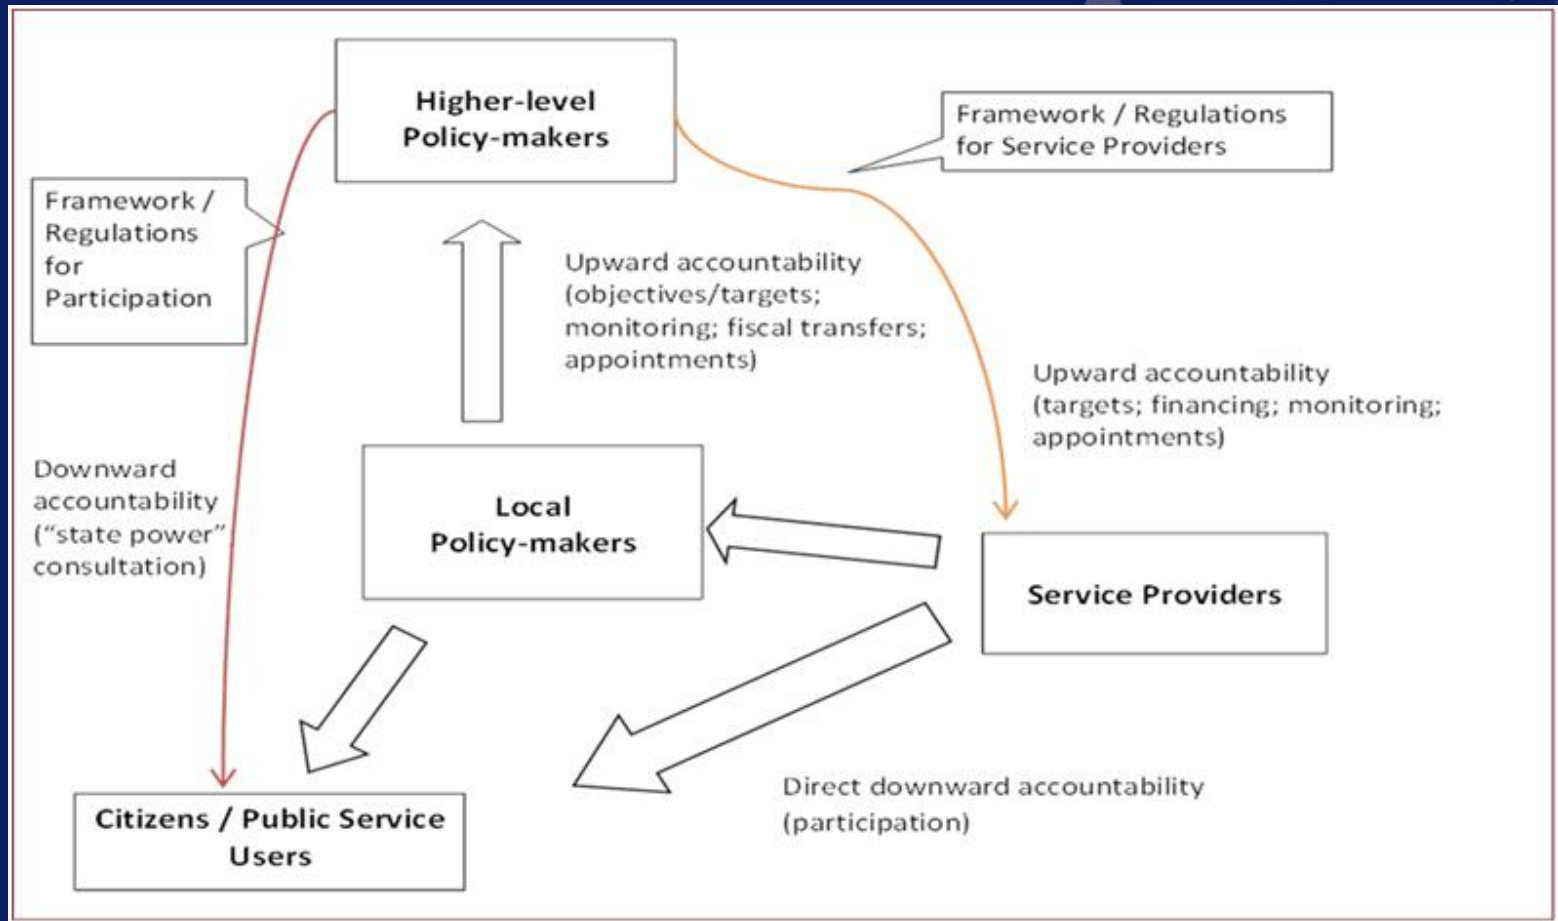 Higher-level
Policy-makers
Framework / Regulations
for Service Providers
Framework /
Regulations
for
Participation
Upward accountability
(objectives/targets;
monitoring; fiscal transfers;
appointments)
Upward accountability
(targets; financing; monitoring;
appointments)
Downward
accountability
(“state power”
consultation)
Local
Policy-makers
Service Providers
Direct downward accountability
(participation)
Citizens / Public Service
Users